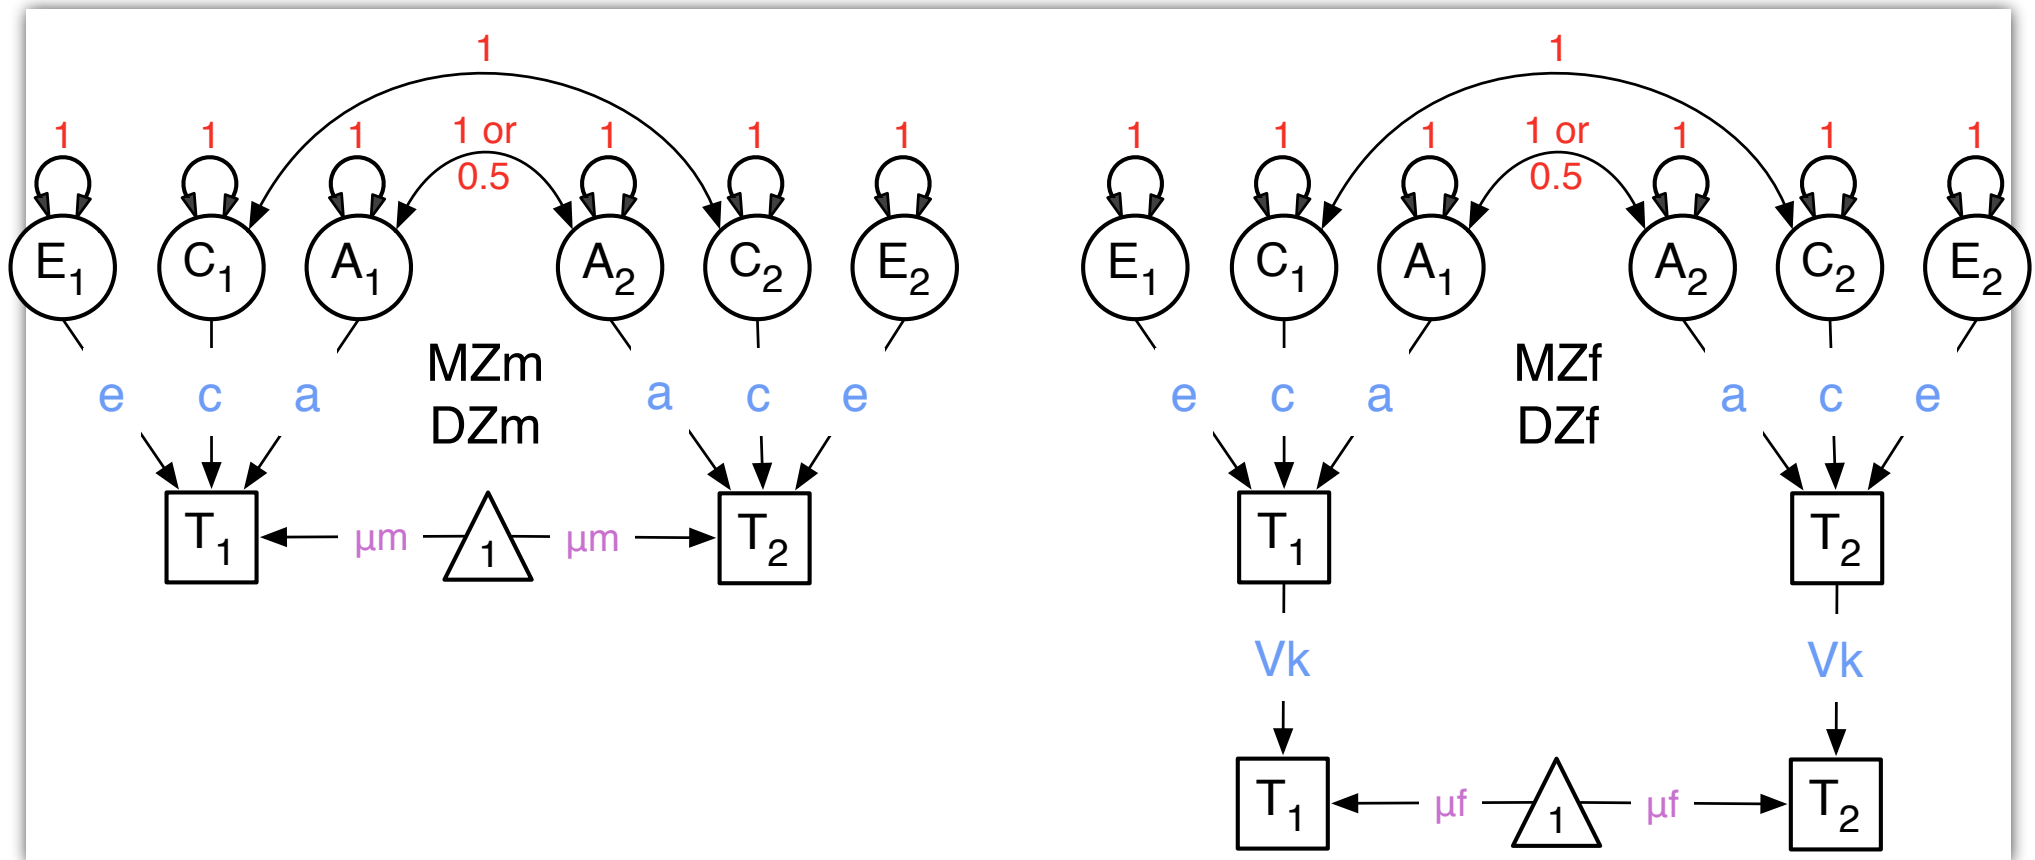 1 1
1 1 1 1 or 1 1 1 1 1 1 1 or 1 1 1
0.5 0.5
E1 C1 A1 A2 C2 E2 E1 C1 A1 A2 C2 E2
MZm MZf
e c a a c e e c a a c e
DZm DZf
T1 µm 1 µm T2 T1 T2
Vk Vk
T1 µf 1 µf T2